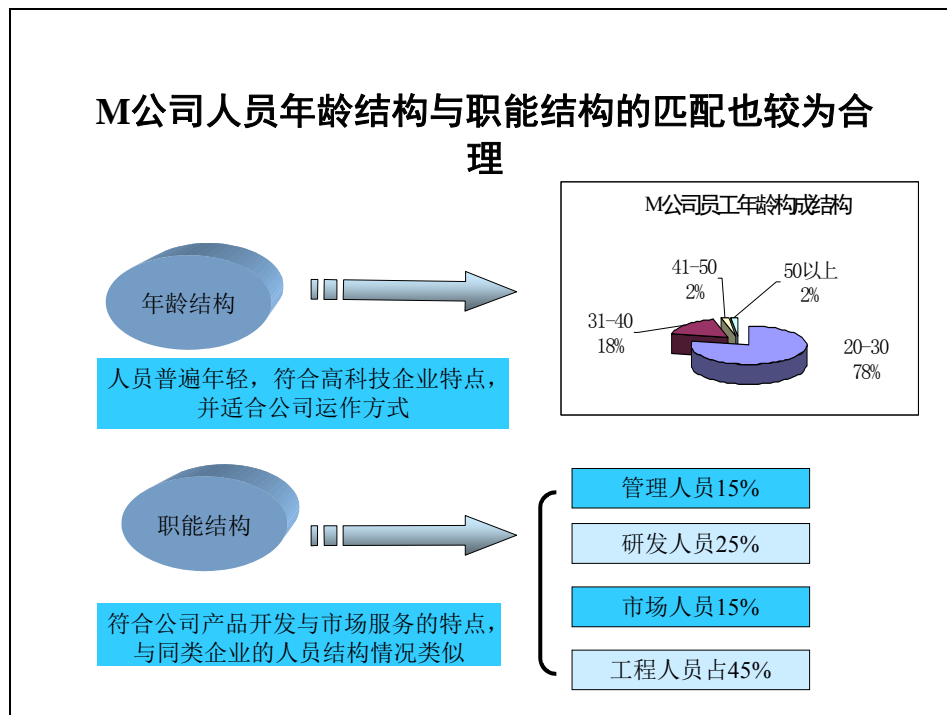 M公司人员年龄结构与职能结构的匹配也较为合
理
年龄结构
人员普遍年轻，符合高科技企业特点，
并适合公司运作方式
M公司员工年龄构成结构
41-50
2%
50以上
2%
31-40
18%
20-30
78%
职能结构
符合公司产品开发与市场服务的特点，
与同类企业的人员结构情况类似
管理人员15%
研发人员25%
市场人员15%
工程人员占45%